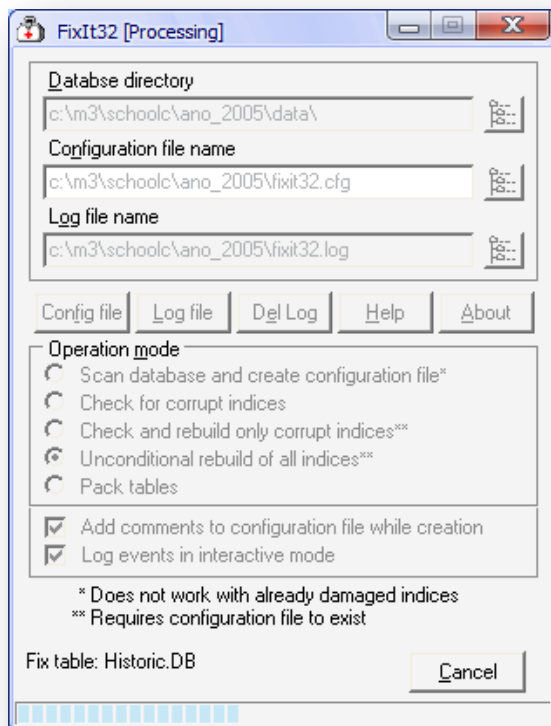 FixIt32 [Processing]
Databse directory
c:\m3\schoolc\ano_2005\data\
Configuration file name
c:\m3\schoolc\ano_2005\fixit32.cfg
Log file name
c:\m3\schoolc\ano_2005\fixit32.log
Config file Log file Del Log Help About
Operation mode
Scan database and create configuration file*
Check for corrupt indices
Check and rebuild only corrupt indices**
Unconditional rebuild of all indices**
Pack tables
Add comments to configuration file while creation
Log events in interactive mode
* Does not work with already damaged indices
** Requires configuration file to exist
Fix table: Historic.DB
Cancel